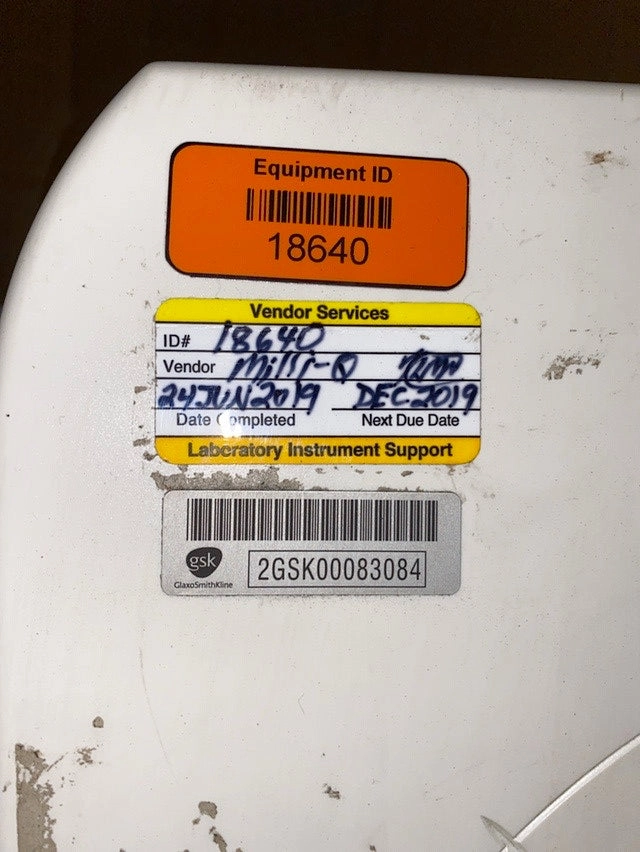 Equipment ID
18640
Vendor Services
ID# 18640
Vendor Milli-Q
24JUN2019 DEC2019
Date Completed Next Due Date
Laboratory Instrument Support
gsk
GlaxoSmithKline
2GSK00083084